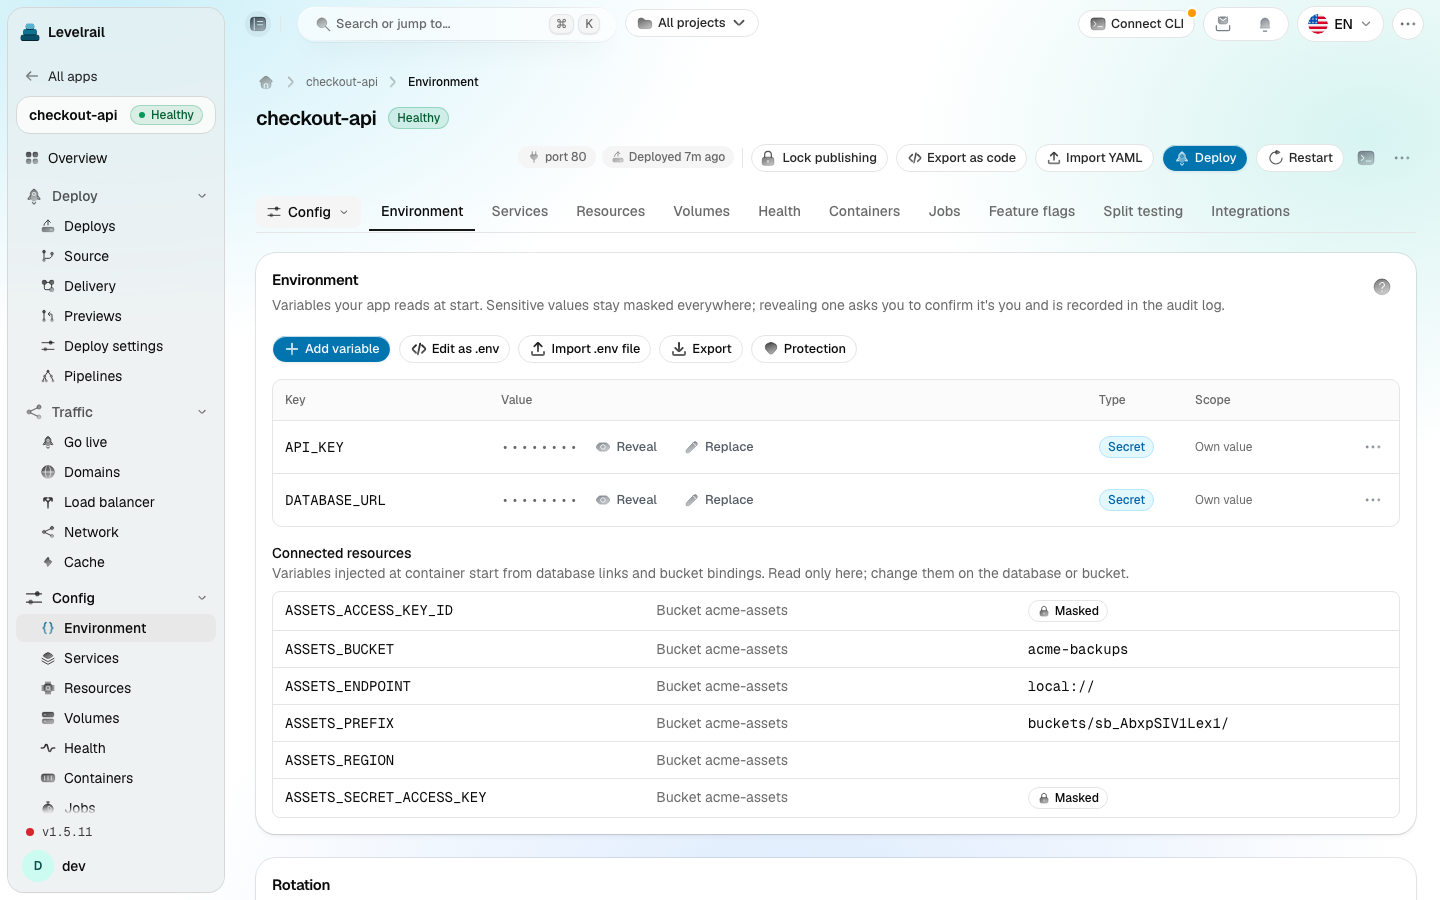 Levelrail
Search or jump to...
⌘ K
All projects
Connect CLI
EN
All apps
checkout-api
Healthy
Overview
Deploy
Deploys
Source
Delivery
Previews
Deploy settings
Pipelines
Traffic
Go live
Domains
Load balancer
Network
Cache
Config
Environment
Services
Resources
Volumes
Health
Containers
Jobs
v1.5.11
D dev
checkout-api Environment
checkout-api Healthy
port 80 Deployed 7m ago Lock publishing Export as code Import YAML Deploy Restart
Config Environment Services Resources Volumes Health Containers Jobs Feature flags Split testing Integrations
Environment
Variables your app reads at start. Sensitive values stay masked everywhere; revealing one asks you to confirm it's you and is recorded in the audit log.
?
Add variable Edit as .env Import .env file Export Protection
Key Value Type Scope
API_KEY •••••••• Reveal Replace Secret Own value
DATABASE_URL •••••••• Reveal Replace Secret Own value
Connected resources
Variables injected at container start from database links and bucket bindings. Read only here; change them on the database or bucket.
ASSETS_ACCESS_KEY_ID Bucket acme-assets Masked
ASSETS_BUCKET Bucket acme-assets acme-backups
ASSETS_ENDPOINT Bucket acme-assets local://
ASSETS_PREFIX Bucket acme-assets buckets/sb_AbxpSIV1Lex1/
ASSETS_REGION Bucket acme-assets
ASSETS_SECRET_ACCESS_KEY Bucket acme-assets Masked
Rotation